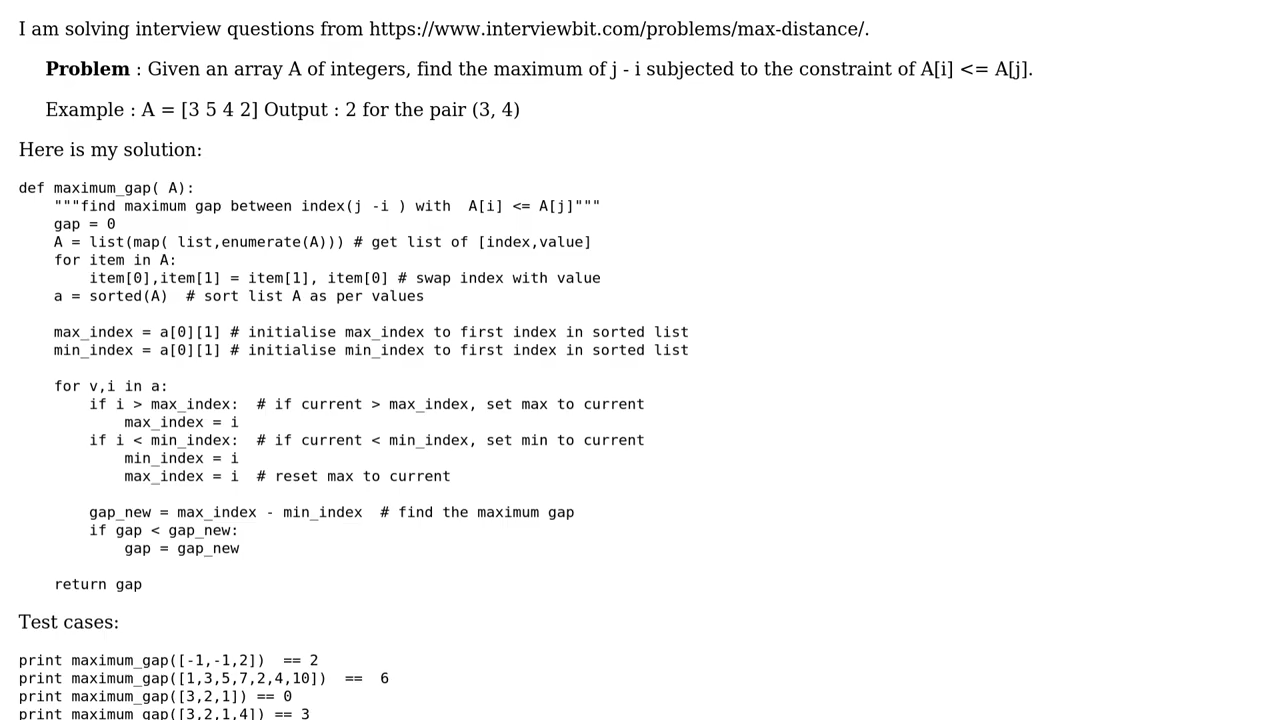 I am solving interview questions from https://www.interviewbit.com/problems/max-distance/.
Problem : Given an array A of integers, find the maximum of j - i subjected to the constraint of A[i] <= A[j].
Example : A = [3 5 4 2] Output : 2 for the pair (3, 4)
Here is my solution:
def maximum_gap( A):
    """find maximum gap between index(j -i ) with  A[i] <= A[j]"""
    gap = 0
    A = list(map( list,enumerate(A))) # get list of [index,value]
    for item in A:
        item[0],item[1] = item[1], item[0] # swap index with value
    a = sorted(A)  # sort list A as per values
    max_index = a[0][1] # initialise max_index to first index in sorted list
    min_index = a[0][1] # initialise min_index to first index in sorted list
    for v,i in a:
        if i > max_index:  # if current > max_index, set max to current
            max_index = i
        if i < min_index:  # if current < min_index, set min to current
            min_index = i
            max_index = i  # reset max to current
        gap_new = max_index - min_index  # find the maximum gap
        if gap < gap_new:
            gap = gap_new
    return gap
Test cases:
print maximum_gap([-1,-1,2])  == 2
print maximum_gap([1,3,5,7,2,4,10])  ==  6
print maximum_gap([3,2,1]) == 0
print maximum_gap([3,2,1,4]) == 3